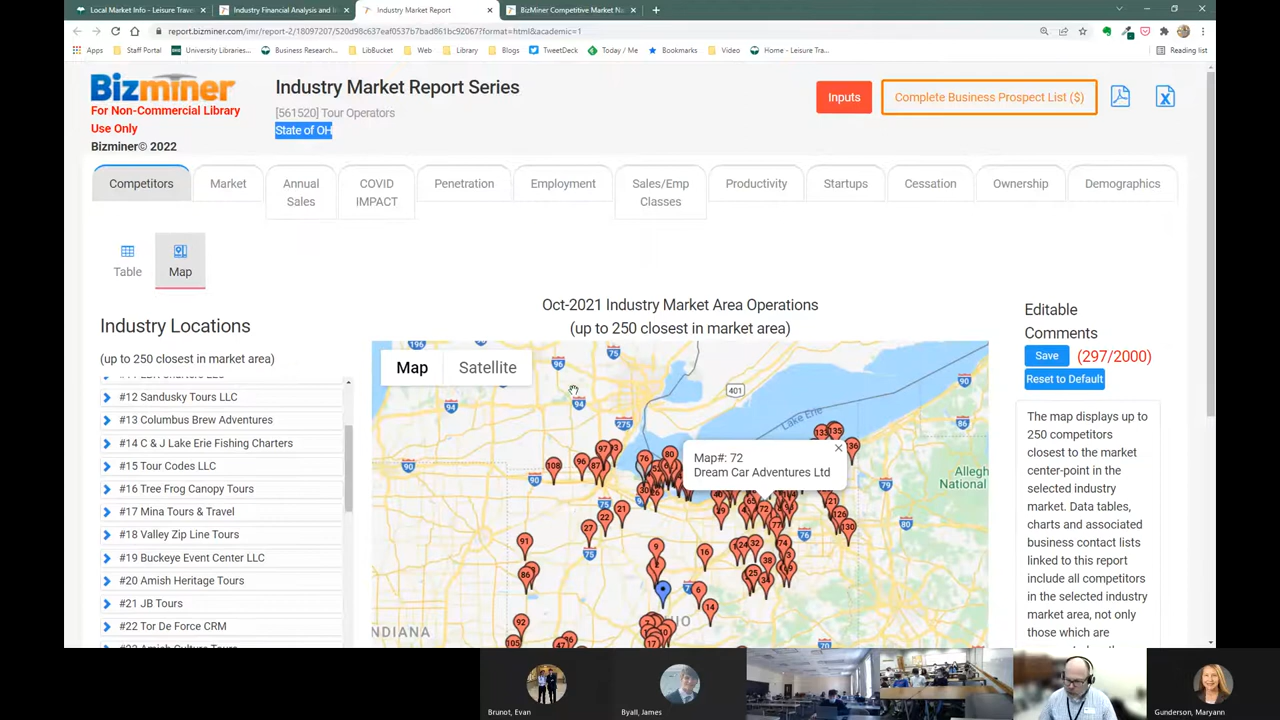 Local Market Info – Leisure Trave
Industry Financial Analysis and In
Industry Market Report
BizMiner Competitive Market N
report.bizminer.com/imr/report-2/18097207/520d98c637eaf0537b7bad861bc92067?format=html&academic=1
Apps
Staff Portal
University Libraries...
Business Research...
LibBucket
Web
Library
Blogs
TweetDeck
Today / Me
Bookmarks
Video
Home - Leisure Tra...
Reading list
Bizminer
For Non-Commercial Library
Use Only
Bizminer© 2022
Industry Market Report Series
[561520] Tour Operators
State of OH
Inputs
Complete Business Prospect List ($)
Competitors
Market
Annual
Sales
COVID
IMPACT
Penetration
Employment
Sales/Emp
Classes
Productivity
Startups
Cessation
Ownership
Demographics
Table
Map
Industry Locations
(up to 250 closest in market area)
#12 Sandusky Tours LLC
#13 Columbus Brew Adventures
#14 C & J Lake Erie Fishing Charters
#15 Tour Codes LLC
#16 Tree Frog Canopy Tours
#17 Mina Tours & Travel
#18 Valley Zip Line Tours
#19 Buckeye Event Center LLC
#20 Amish Heritage Tours
#21 JB Tours
#22 Tor De Force CRM
Oct-2021 Industry Market Area Operations
(up to 250 closest in market area)
Map
Satellite
Lake Erie
Map#: 72
Dream Car Adventures Ltd
Allegh
National
NDIANA
Editable
Comments
Save
(297/2000)
Reset to Default
The map displays up to
250 competitors
closest to the market
center-point in the
selected industry
market. Data tables,
charts and associated
business contact lists
linked to this report
include all competitors
in the selected industry
market area, not only
those which are
Brunot, Evan
Byall, James
Gunderson, Maryann